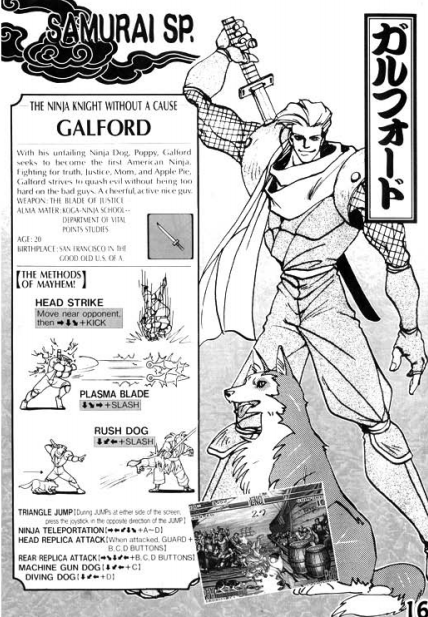 SAMURAI SP.
ガルフォード
THE NINJA KNIGHT WITHOUT A CAUSE
GALFORD
With his unfailing Ninja Dog, Poppy, Galford
seeks to become the first American Ninja.
Fighting for truth, Justice, Mom, and Apple Pie,
Galford strives to quash evil without being too
hard on the bad guys. A cheerful, active nice guy.
WEAPON: THE BLADE OF JUSTICE
ALMA MATER: KOGA-NINJA SCHOOL--
DEPARTMENT OF VITAL
POINTS STUDIES
AGE: 20
BIRTHPLACE: SAN FRANCISCO IN THE
GOOD OLD U.S. OF A.
【THE METHODS
OF MAYHEM!】
HEAD STRIKE
Move near opponent,
then ➡⬇⬊+KICK
PLASMA BLADE
⬇⬊➡+SLASH
RUSH DOG
⬇⬋⬅+SLASH
TRIANGLE JUMP [During JUMPs at either side of the screen,
press the joystick in the opposite direction of the JUMP]
NINJA TELEPORTATION [➡⬅⬋⬇⬊+A~D]
HEAD REPLICA ATTACK [When attacked, GUARD +
B,C,D BUTTONS]
REAR REPLICA ATTACK [➡⬊⬇⬋⬅+B,C,D BUTTONS]
MACHINE GUN DOG [⬇⬋⬅+C]
DIVING DOG [⬇⬋⬅+D]
16